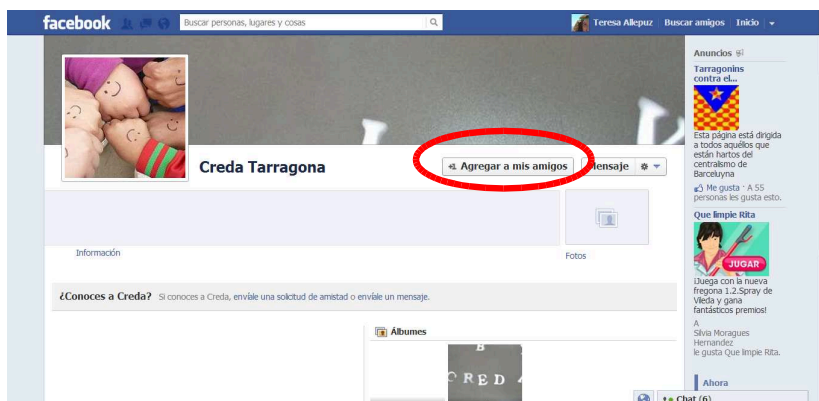 facebook
Buscar personas, lugares y cosas
Teresa Allepuz
Buscar amigos
Inicio
Creda Tarragona
Agregar a mis amigos
Mensaje
Información
Fotos
¿Conoces a Creda? Si conoces a Creda, envíale una solicitud de amistad o envíale un mensaje.
Álbumes
B
CRED
Anuncios
Tarragonins
contra el...
Esta página está dirigida
a todos aquéllos que
están hartos del
centralismo de
Barceluyna
Me gusta · A 55
personas les gusta esto.
Que limpie Rita
JUGAR
¡Juega con la nueva
fregona 1.2.Spray de
Vileda y gana
fantásticos premios!
A
Silvia Moragues
Hernandez
le gusta Que limpie Rita.
Ahora
Chat (6)